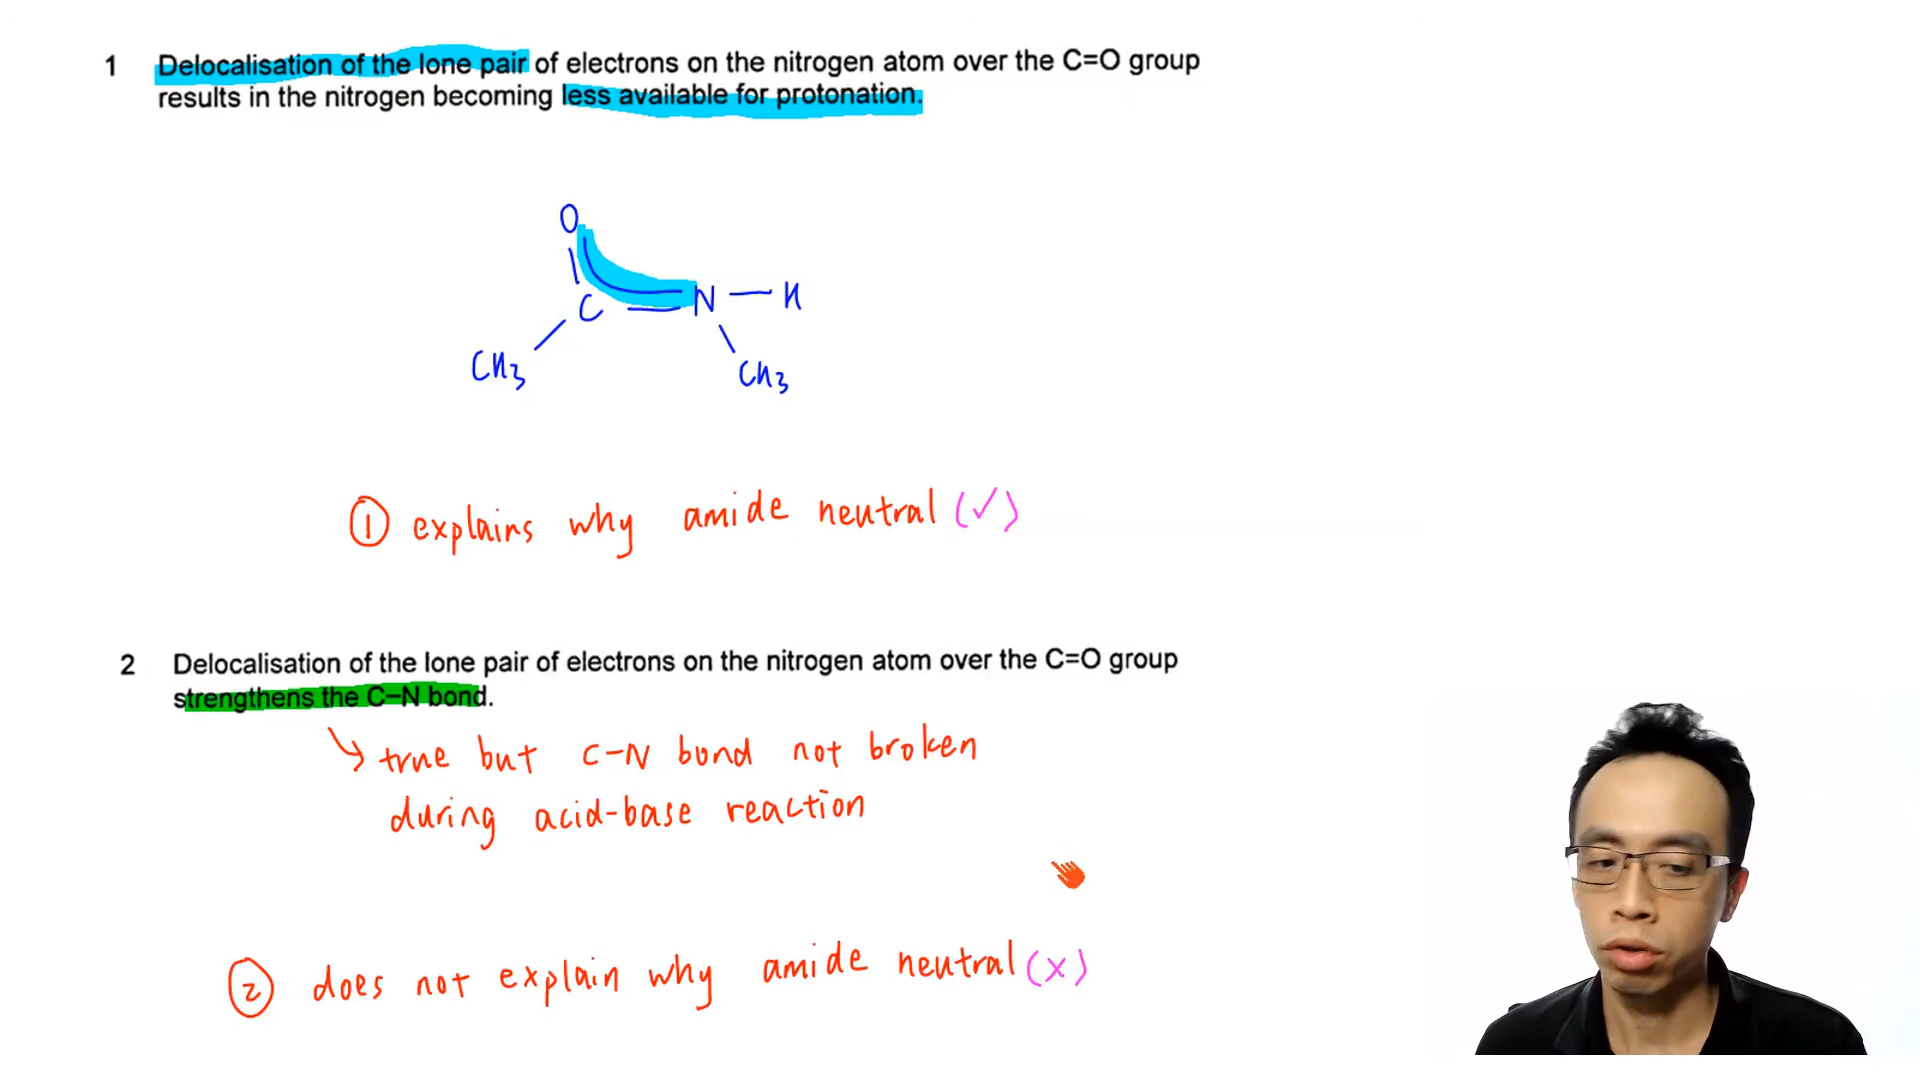 1 Delocalisation of the lone pair of electrons on the nitrogen atom over the C=O group
results in the nitrogen becoming less available for protonation.
O
C N — H
CH3 CH3
① explains why amide neutral (✓)
2 Delocalisation of the lone pair of electrons on the nitrogen atom over the C=O group
strengthens the C–N bond.
↳ true but C-N bond not broken
during acid-base reaction
② does not explain why amide neutral (x)